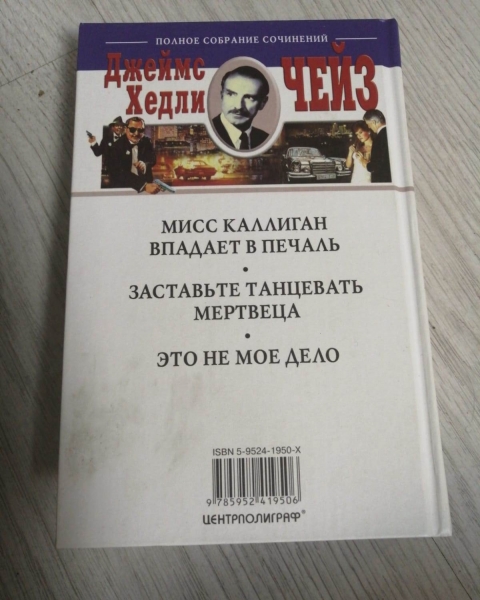 ПОЛНОЕ СОБРАНИЕ СОЧИНЕНИЙ
Джеймс
Хедли
ЧЕЙЗ
МИСС КАЛЛИГАН
ВПАДАЕТ В ПЕЧАЛЬ
•
ЗАСТАВЬТЕ ТАНЦЕВАТЬ
МЕРТВЕЦА
•
ЭТО НЕ МОЕ ДЕЛО
ISBN 5-9524-1950-X
9 785952 419506
ЦЕНТРПОЛИГРАФ®